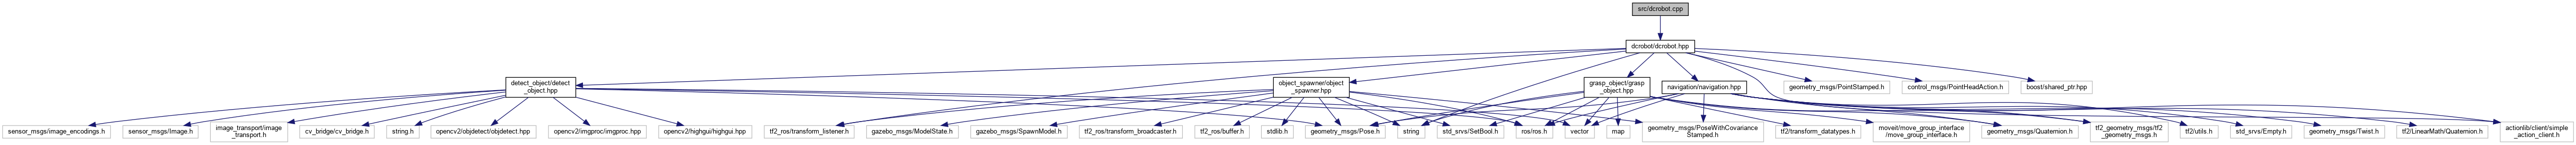 src/dcrobot.cpp
dcrobot/dcrobot.hpp
detect_object/detect
_object.hpp
object_spawner/object
_spawner.hpp
grasp_object/grasp
_object.hpp
navigation/navigation.hpp
geometry_msgs/PointStamped.h
control_msgs/PointHeadAction.h
boost/shared_ptr.hpp
sensor_msgs/image_encodings.h
sensor_msgs/Image.h
image_transport/image
_transport.h
cv_bridge/cv_bridge.h
string.h
opencv2/objdetect/objdetect.hpp
opencv2/imgproc/imgproc.hpp
opencv2/highgui/highgui.hpp
tf2_ros/transform_listener.h
gazebo_msgs/ModelState.h
gazebo_msgs/SpawnModel.h
tf2_ros/transform_broadcaster.h
tf2_ros/buffer.h
stdlib.h
geometry_msgs/Pose.h
string
std_srvs/SetBool.h
ros/ros.h
vector
map
geometry_msgs/PoseWithCovariance
Stamped.h
tf2/transform_datatypes.h
moveit/move_group_interface
/move_group_interface.h
geometry_msgs/Quaternion.h
tf2_geometry_msgs/tf2
_geometry_msgs.h
tf2/utils.h
std_srvs/Empty.h
geometry_msgs/Twist.h
tf2/LinearMath/Quaternion.h
actionlib/client/simple
_action_client.h